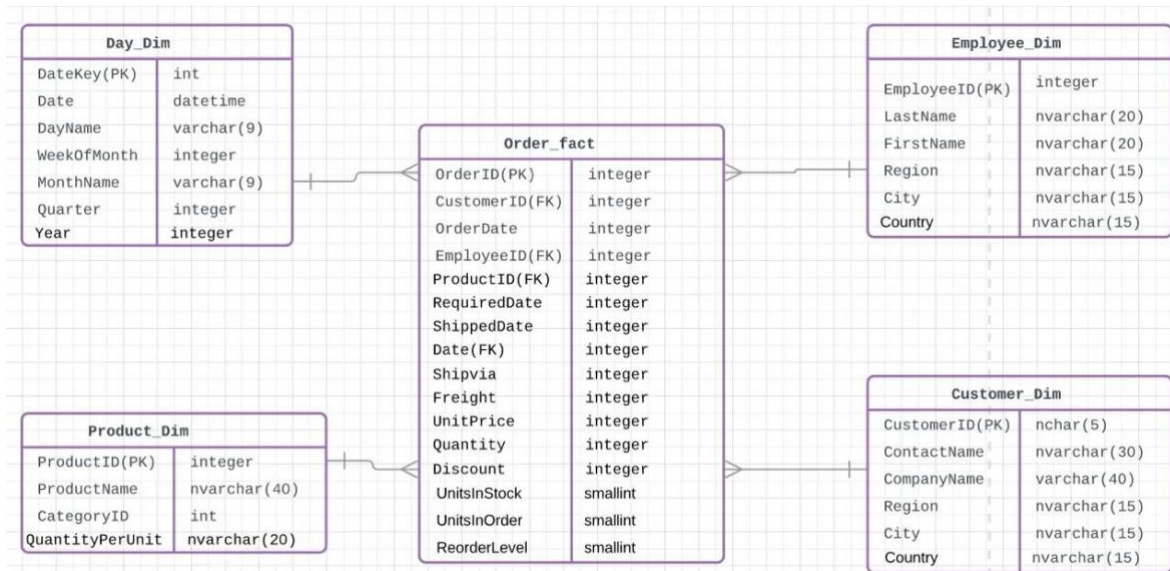 Day_Dim
DateKey(PK) int
Date datetime
DayName varchar(9)
WeekOfMonth integer
MonthName varchar(9)
Quarter integer
Year integer
Employee_Dim
EmployeeID(PK) integer
LastName nvarchar(20)
FirstName nvarchar(20)
Region nvarchar(15)
City nvarchar(15)
Country nvarchar(15)
Order_fact
OrderID(PK) integer
CustomerID(FK) integer
OrderDate integer
EmployeeID(FK) integer
ProductID(FK) integer
RequiredDate integer
ShippedDate integer
Date(FK) integer
Shipvia integer
Freight integer
UnitPrice integer
Quantity integer
Discount integer
UnitsInStock smallint
UnitsInOrder smallint
ReorderLevel smallint
Product_Dim
ProductID(PK) integer
ProductName nvarchar(40)
CategoryID int
QuantityPerUnit nvarchar(20)
Customer_Dim
CustomerID(PK) nchar(5)
ContactName nvarchar(30)
CompanyName varchar(40)
Region nvarchar(15)
City nvarchar(15)
Country nvarchar(15)